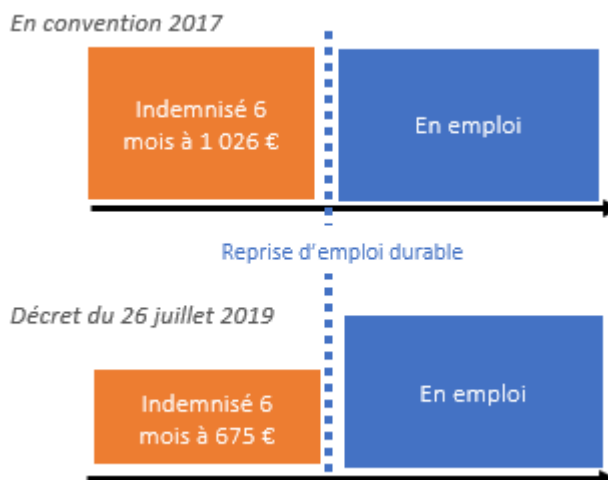 En convention 2017
Indemnisé 6
mois à 1 026 €
En emploi
Reprise d'emploi durable
Décret du 26 juillet 2019
Indemnisé 6
mois à 675 €
En emploi